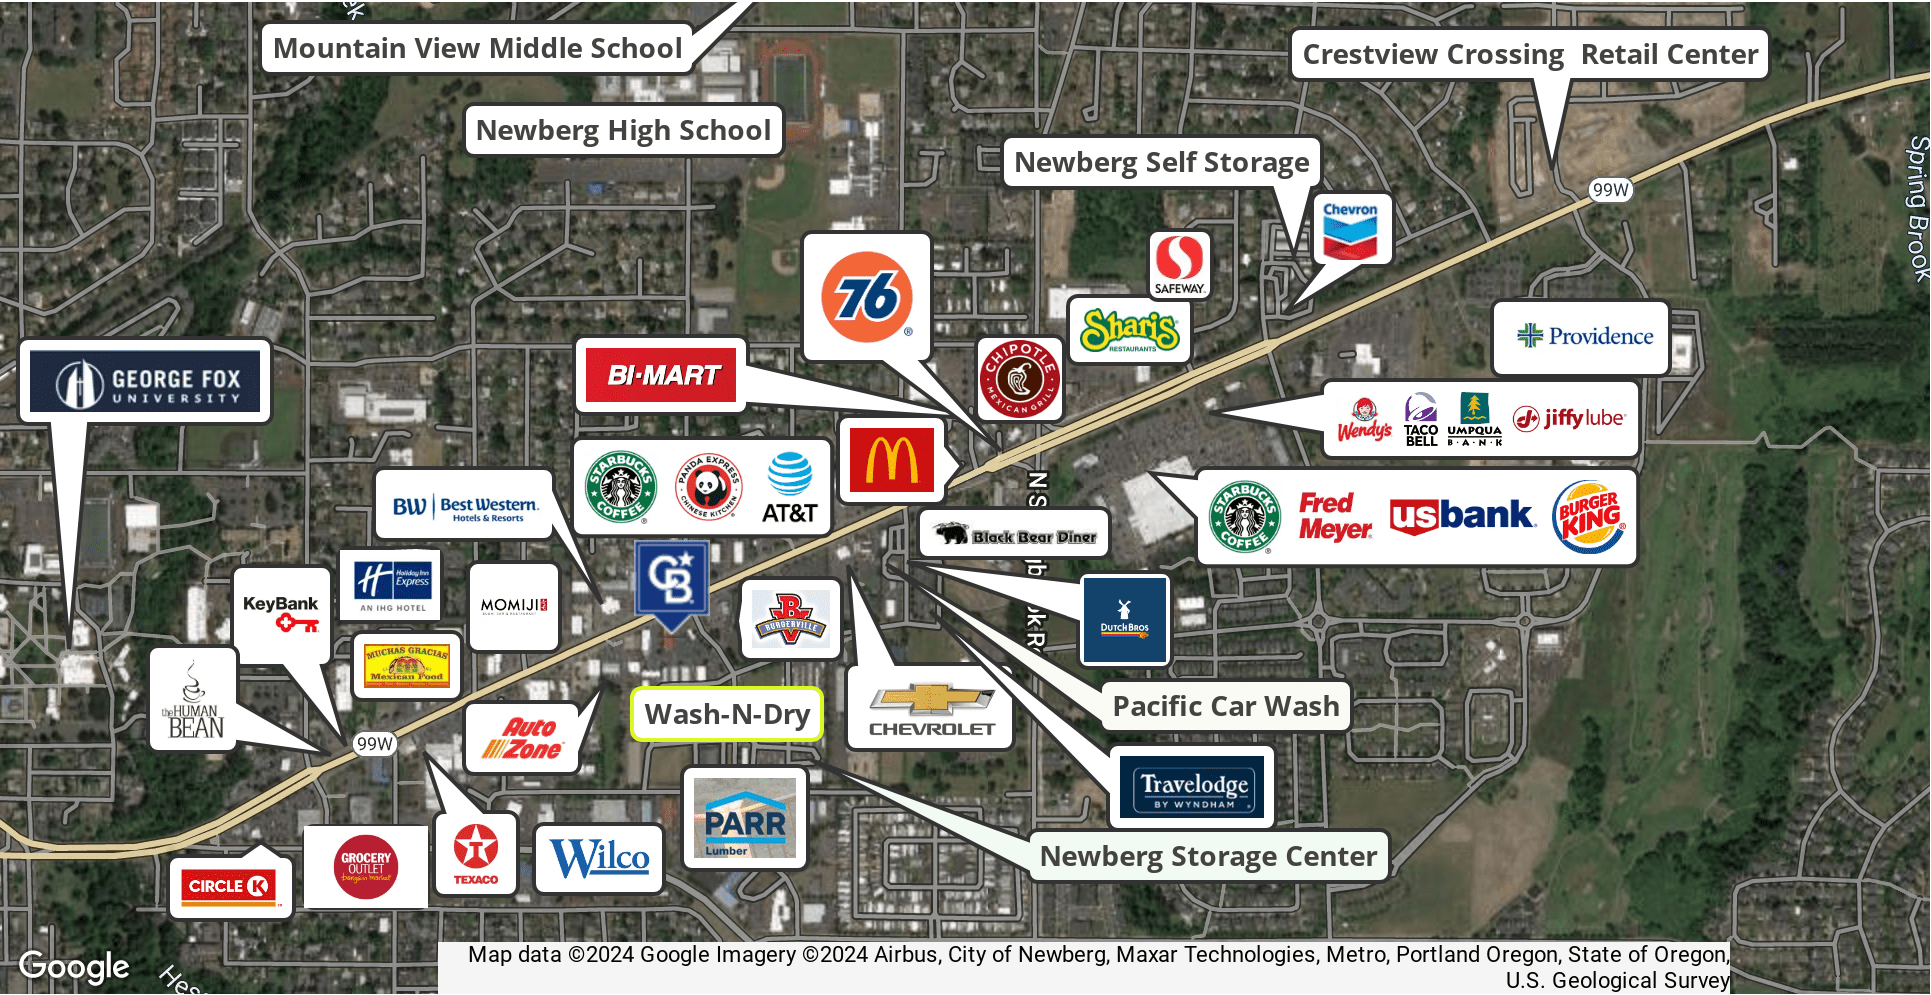 Mountain View Middle School
Crestview Crossing Retail Center
Newberg High School
Newberg Self Storage
99W
Spring Brook
Chevron
SAFEWAY
76
Sharis
RESTAURANTS
Providence
GEORGE FOX
UNIVERSITY
BI-MART
CHIPOTLE
MEXICAN GRILL
Wendy's
TACO
BELL
UMPQUA
B·A·N·K
jiffy lube
BW Best Western.
Hotels & Resorts
STARBUCKS
COFFEE
PANDA EXPRESS
CHINESE KITCHEN
AT&T
N S
STARBUCKS
COFFEE
Fred
Meyer
usbank
BURGER
KING
Black Bear Diner
Holiday Inn
Express
AN IHG HOTEL
KeyBank
MOMIJI
CB
BURGERVILLE
DUTCH BROS
MUCHAS GRACIAS
Mexican Food
the HUMAN
BEAN
99W
Auto
Zone
Wash-N-Dry
CHEVROLET
Pacific Car Wash
Travelodge
BY WYNDHAM
PARR
Lumber
Newberg Storage Center
CIRCLE K
GROCERY
OUTLET
bargain market
TEXACO
Wilco
Google
Hes
Map data ©2024 Google Imagery ©2024 Airbus, City of Newberg, Maxar Technologies, Metro, Portland Oregon, State of Oregon,
U.S. Geological Survey